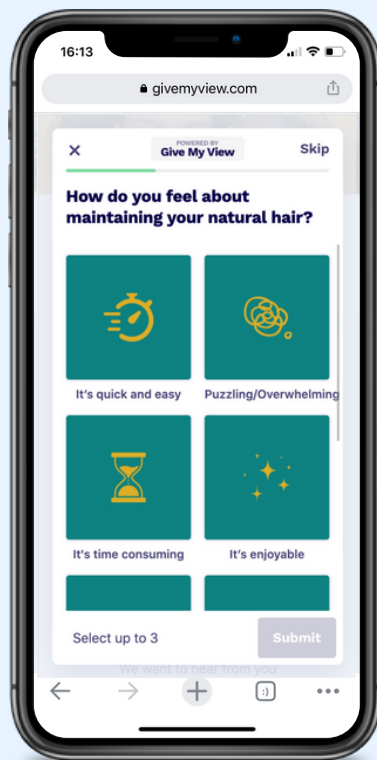 16:13
givemyview.com
POWERED BY
Give My View
Skip
How do you feel about
maintaining your natural hair?
It's quick and easy
Puzzling/Overwhelming
It's time consuming
It's enjoyable
Select up to 3
Submit
We want to hear from you
:)